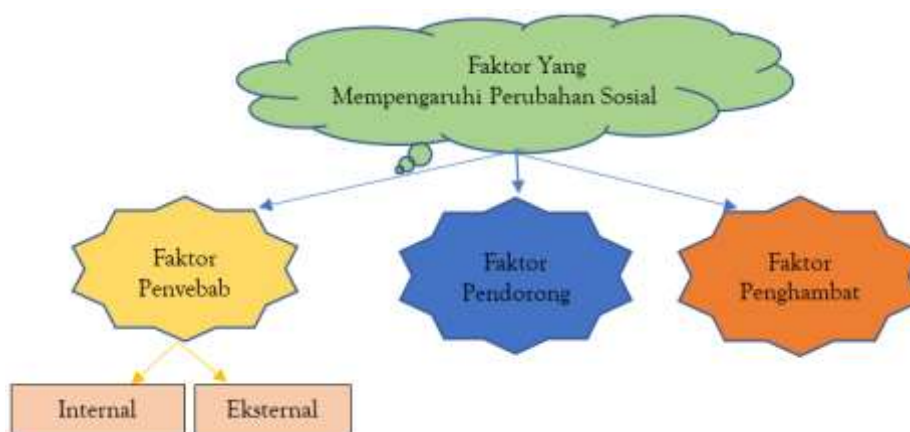 Faktor Yang
Mempengaruhi Perubahan Sosial
Faktor
Penvebab
Faktor
Pendorong
Faktor
Penghambat
Internal
Eksternal